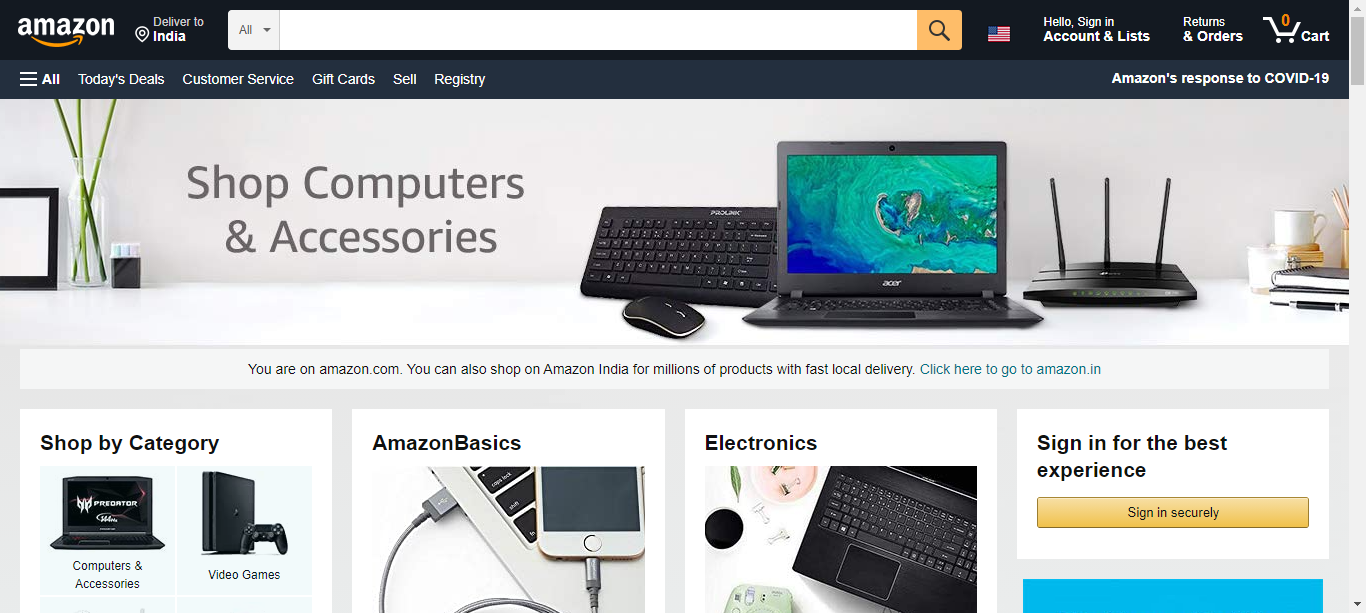 amazon
Deliver to
India
All
Hello, Sign in
Account & Lists
Returns
& Orders
0
Cart
All
Today's Deals
Customer Service
Gift Cards
Sell
Registry
Amazon's response to COVID-19
Shop Computers
& Accessories
PROLINK
acer
You are on amazon.com. You can also shop on Amazon India for millions of products with fast local delivery. Click here to go to amazon.in
Shop by Category
PREDATOR
144Hz
Computers &
Accessories
Video Games
AmazonBasics
caps lock
shift
Electronics
Sign in for the best
experience
Sign in securely